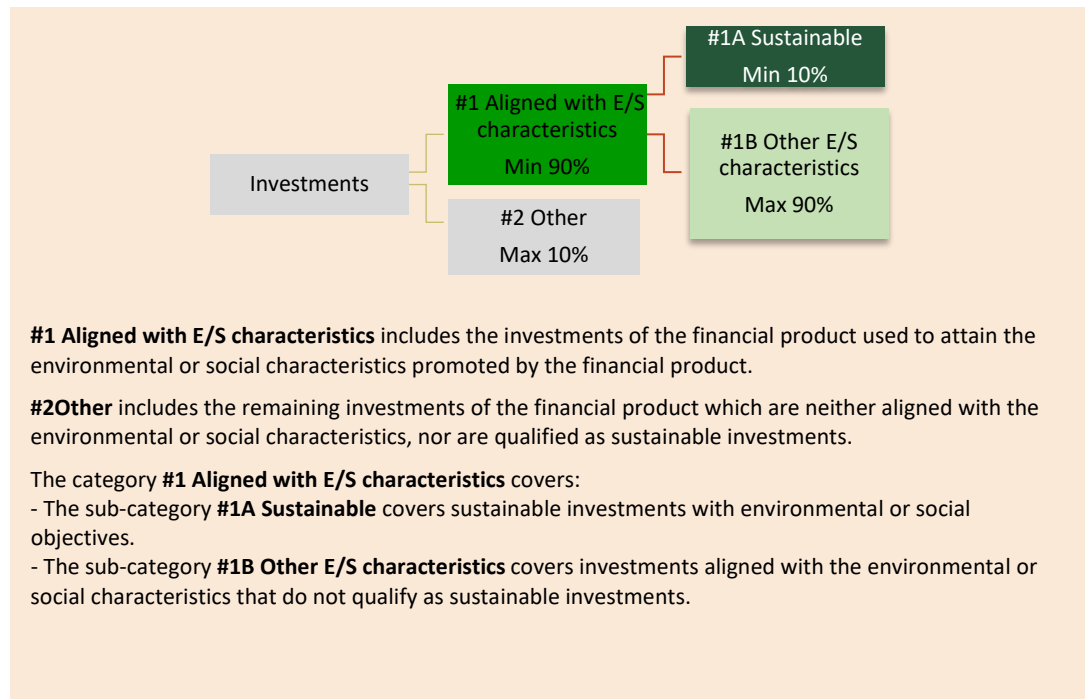 #1A Sustainable
Min 10%
#1 Aligned with E/S
characteristics
Min 90%
#1B Other E/S
characteristics
Max 90%
Investments
#2 Other
Max 10%
#1 Aligned with E/S characteristics includes the investments of the financial product used to attain the
environmental or social characteristics promoted by the financial product.
#2Other includes the remaining investments of the financial product which are neither aligned with the
environmental or social characteristics, nor are qualified as sustainable investments.
The category #1 Aligned with E/S characteristics covers:
- The sub-category #1A Sustainable covers sustainable investments with environmental or social
objectives.
- The sub-category #1B Other E/S characteristics covers investments aligned with the environmental or
social characteristics that do not qualify as sustainable investments.